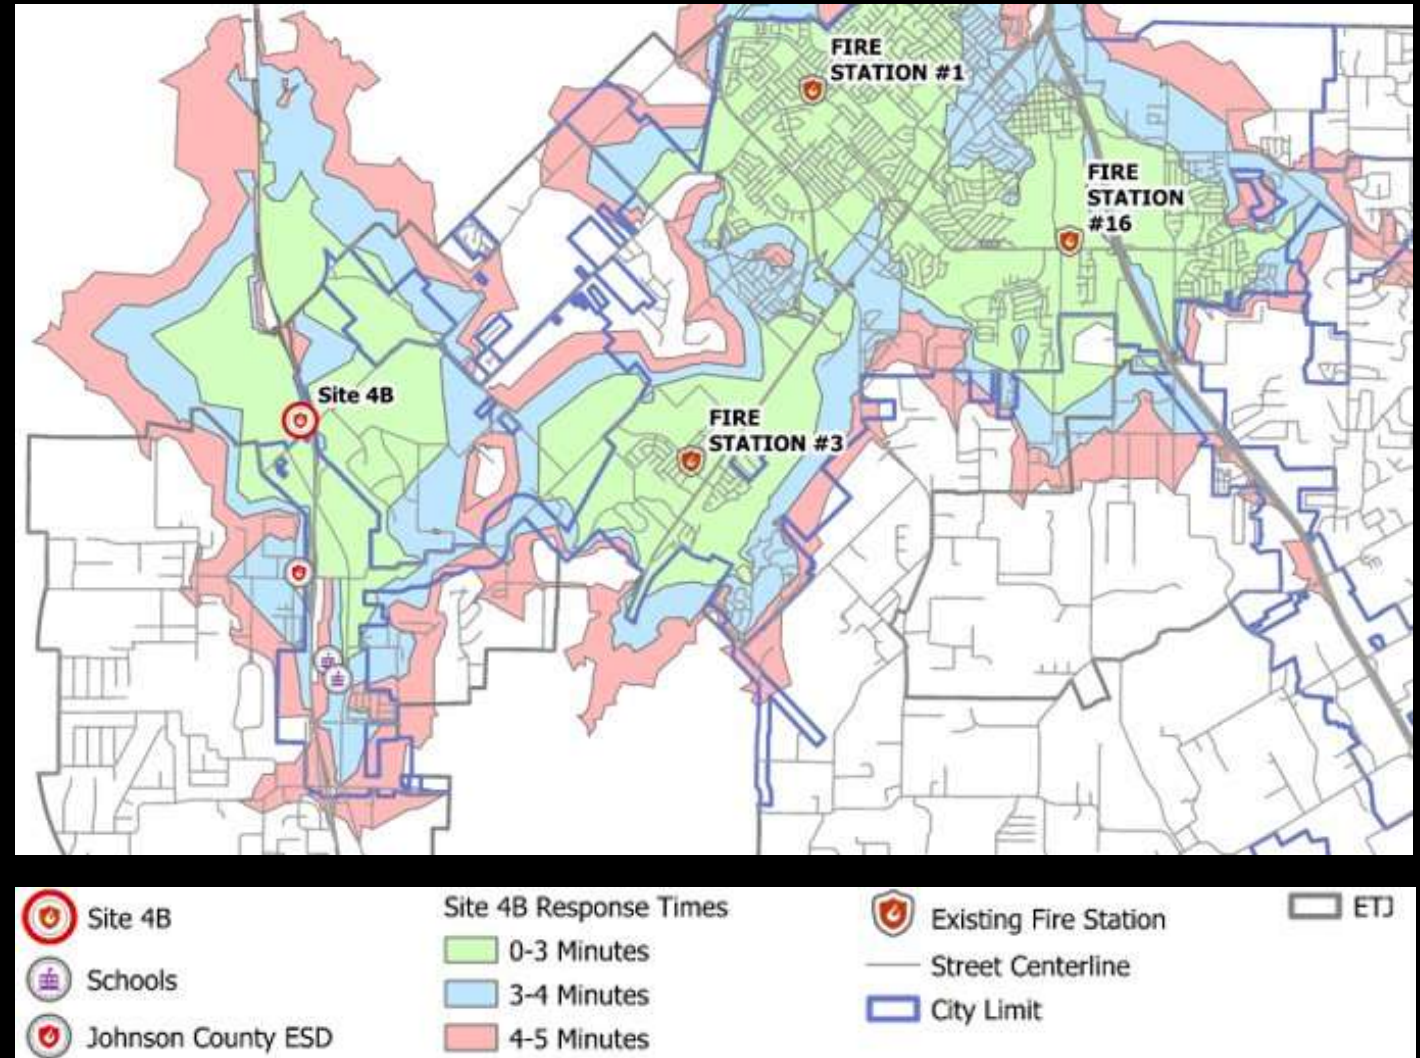 FIRE
STATION #1
FIRE
STATION
#16
Site 4B
FIRE
STATION #3
Site 4B
Schools
Johnson County ESD
Site 4B Response Times
0-3 Minutes
3-4 Minutes
4-5 Minutes
Existing Fire Station
Street Centerline
City Limit
ETJ